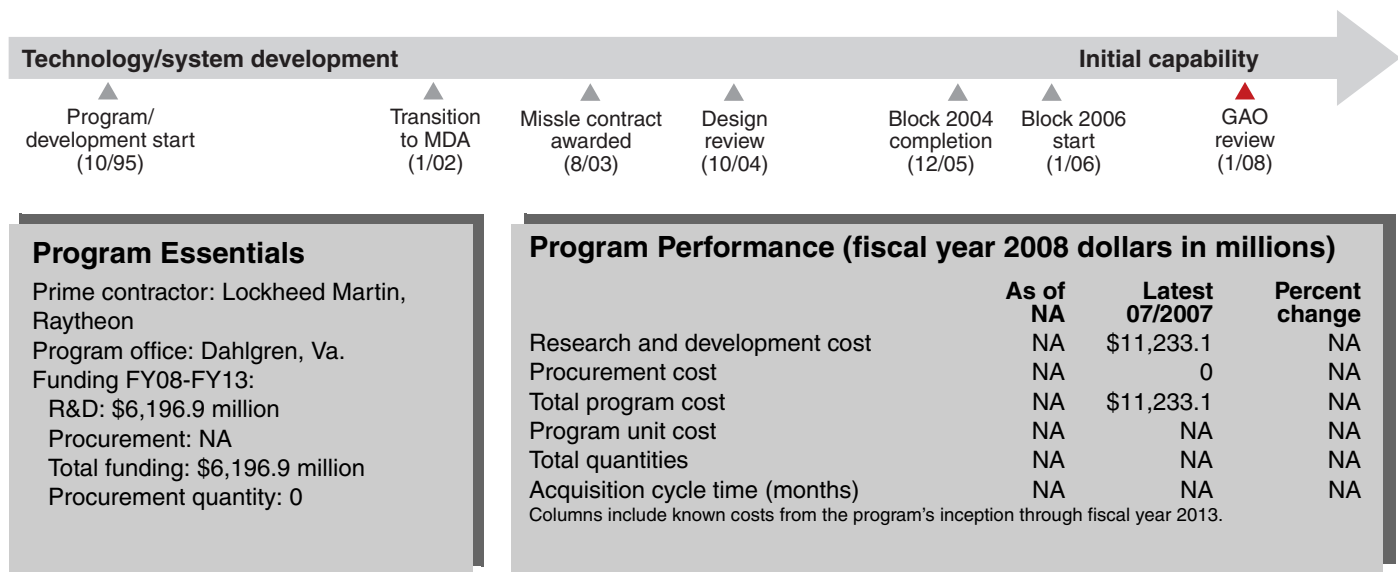 Technology/system development
Initial capability
Program/
development start
(10/95)
Transition
to MDA
(1/02)
Missle contract
awarded
(8/03)
Design
review
(10/04)
Block 2004
completion
(12/05)
Block 2006
start
(1/06)
GAO
review
(1/08)
Program Essentials
Prime contractor: Lockheed Martin,
Raytheon
Program office: Dahlgren, Va.
Funding FY08-FY13:
R&D: $6,196.9 million
Procurement: NA
Total funding: $6,196.9 million
Procurement quantity: 0
Program Performance (fiscal year 2008 dollars in millions)
As of Latest Percent
NA 07/2007 change
Research and development cost NA $11,233.1 NA
Procurement cost NA 0 NA
Total program cost NA $11,233.1 NA
Program unit cost NA NA NA
Total quantities NA NA NA
Acquisition cycle time (months) NA NA NA
Columns include known costs from the program's inception through fiscal year 2013.